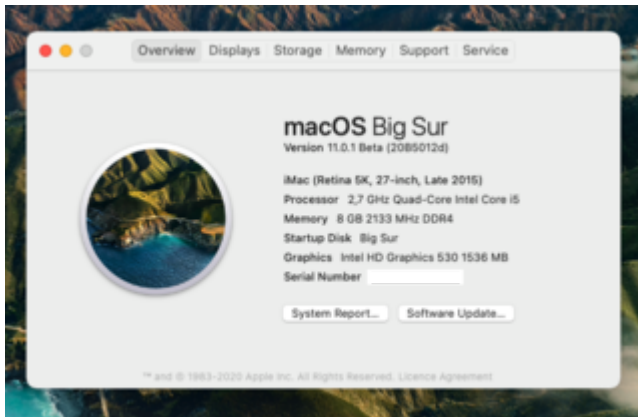 Overview Displays Storage Memory Support Service
macOS Big Sur
Version 11.0.1 Beta (20B5012d)
iMac (Retina 5K, 27-inch, Late 2015)
Processor 2,7 GHz Quad-Core Intel Core i5
Memory 8 GB 2133 MHz DDR4
Startup Disk Big Sur
Graphics Intel HD Graphics 530 1536 MB
Serial Number
System Report... Software Update...
™ and © 1983-2020 Apple Inc. All Rights Reserved. Licence Agreement